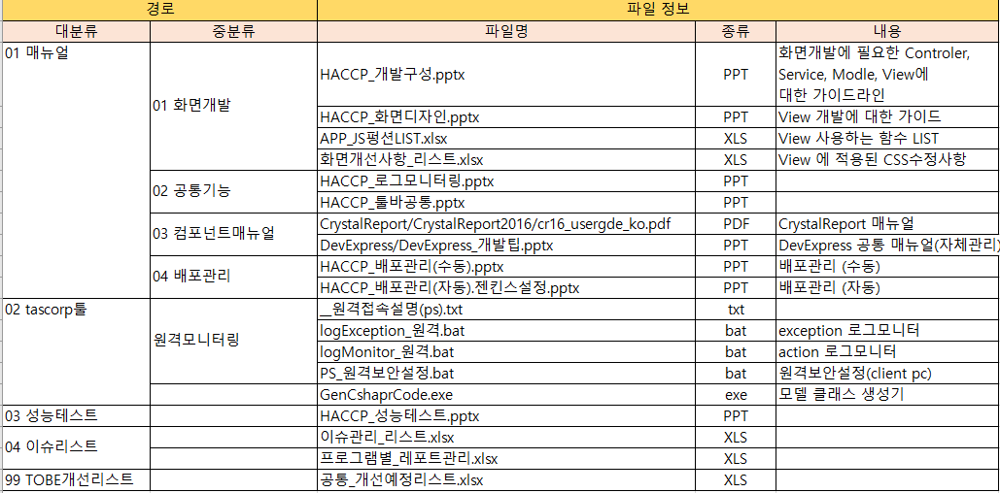 경로 파일 정보
대분류 중분류 파일명 종류 내용
01 매뉴얼 01 화면개발 HACCP_개발구성.pptx PPT 화면개발에 필요한 Controler,
Service, Modle, View에
대한 가이드라인
HACCP_화면디자인.pptx PPT View 개발에 대한 가이드
APP_JS펑션LIST.xlsx XLS View 사용하는 함수 LIST
화면개선사항_리스트.xlsx XLS View 에 적용된 CSS수정사항
02 공통기능 HACCP_로그모니터링.pptx PPT
HACCP_툴바공통.pptx PPT
03 컴포넌트매뉴얼 CrystalReport/CrystalReport2016/cr16_usergde_ko.pdf PDF CrystalReport 매뉴얼
DevExpress/DevExpress_개발팁.pptx PPT DevExpress 공통 매뉴얼(자체관리)
04 배포관리 HACCP_배포관리(수동).pptx PPT 배포관리 (수동)
HACCP_배포관리(자동).젠킨스설정.pptx PPT 배포관리 (자동)
02 tascorp툴 원격모니터링 __원격접속설명(ps).txt txt
logException_원격.bat bat exception 로그모니터
logMonitor_원격.bat bat action 로그모니터
PS_원격보안설정.bat bat 원격보안설정(client pc)
GenCshaprCode.exe exe 모델 클래스 생성기
03 성능테스트 HACCP_성능테스트.pptx PPT
04 이슈리스트 이슈관리_리스트.xlsx XLS
프로그램별_레포트관리.xlsx XLS
99 TOBE개선리스트 공통_개선예정리스트.xlsx XLS